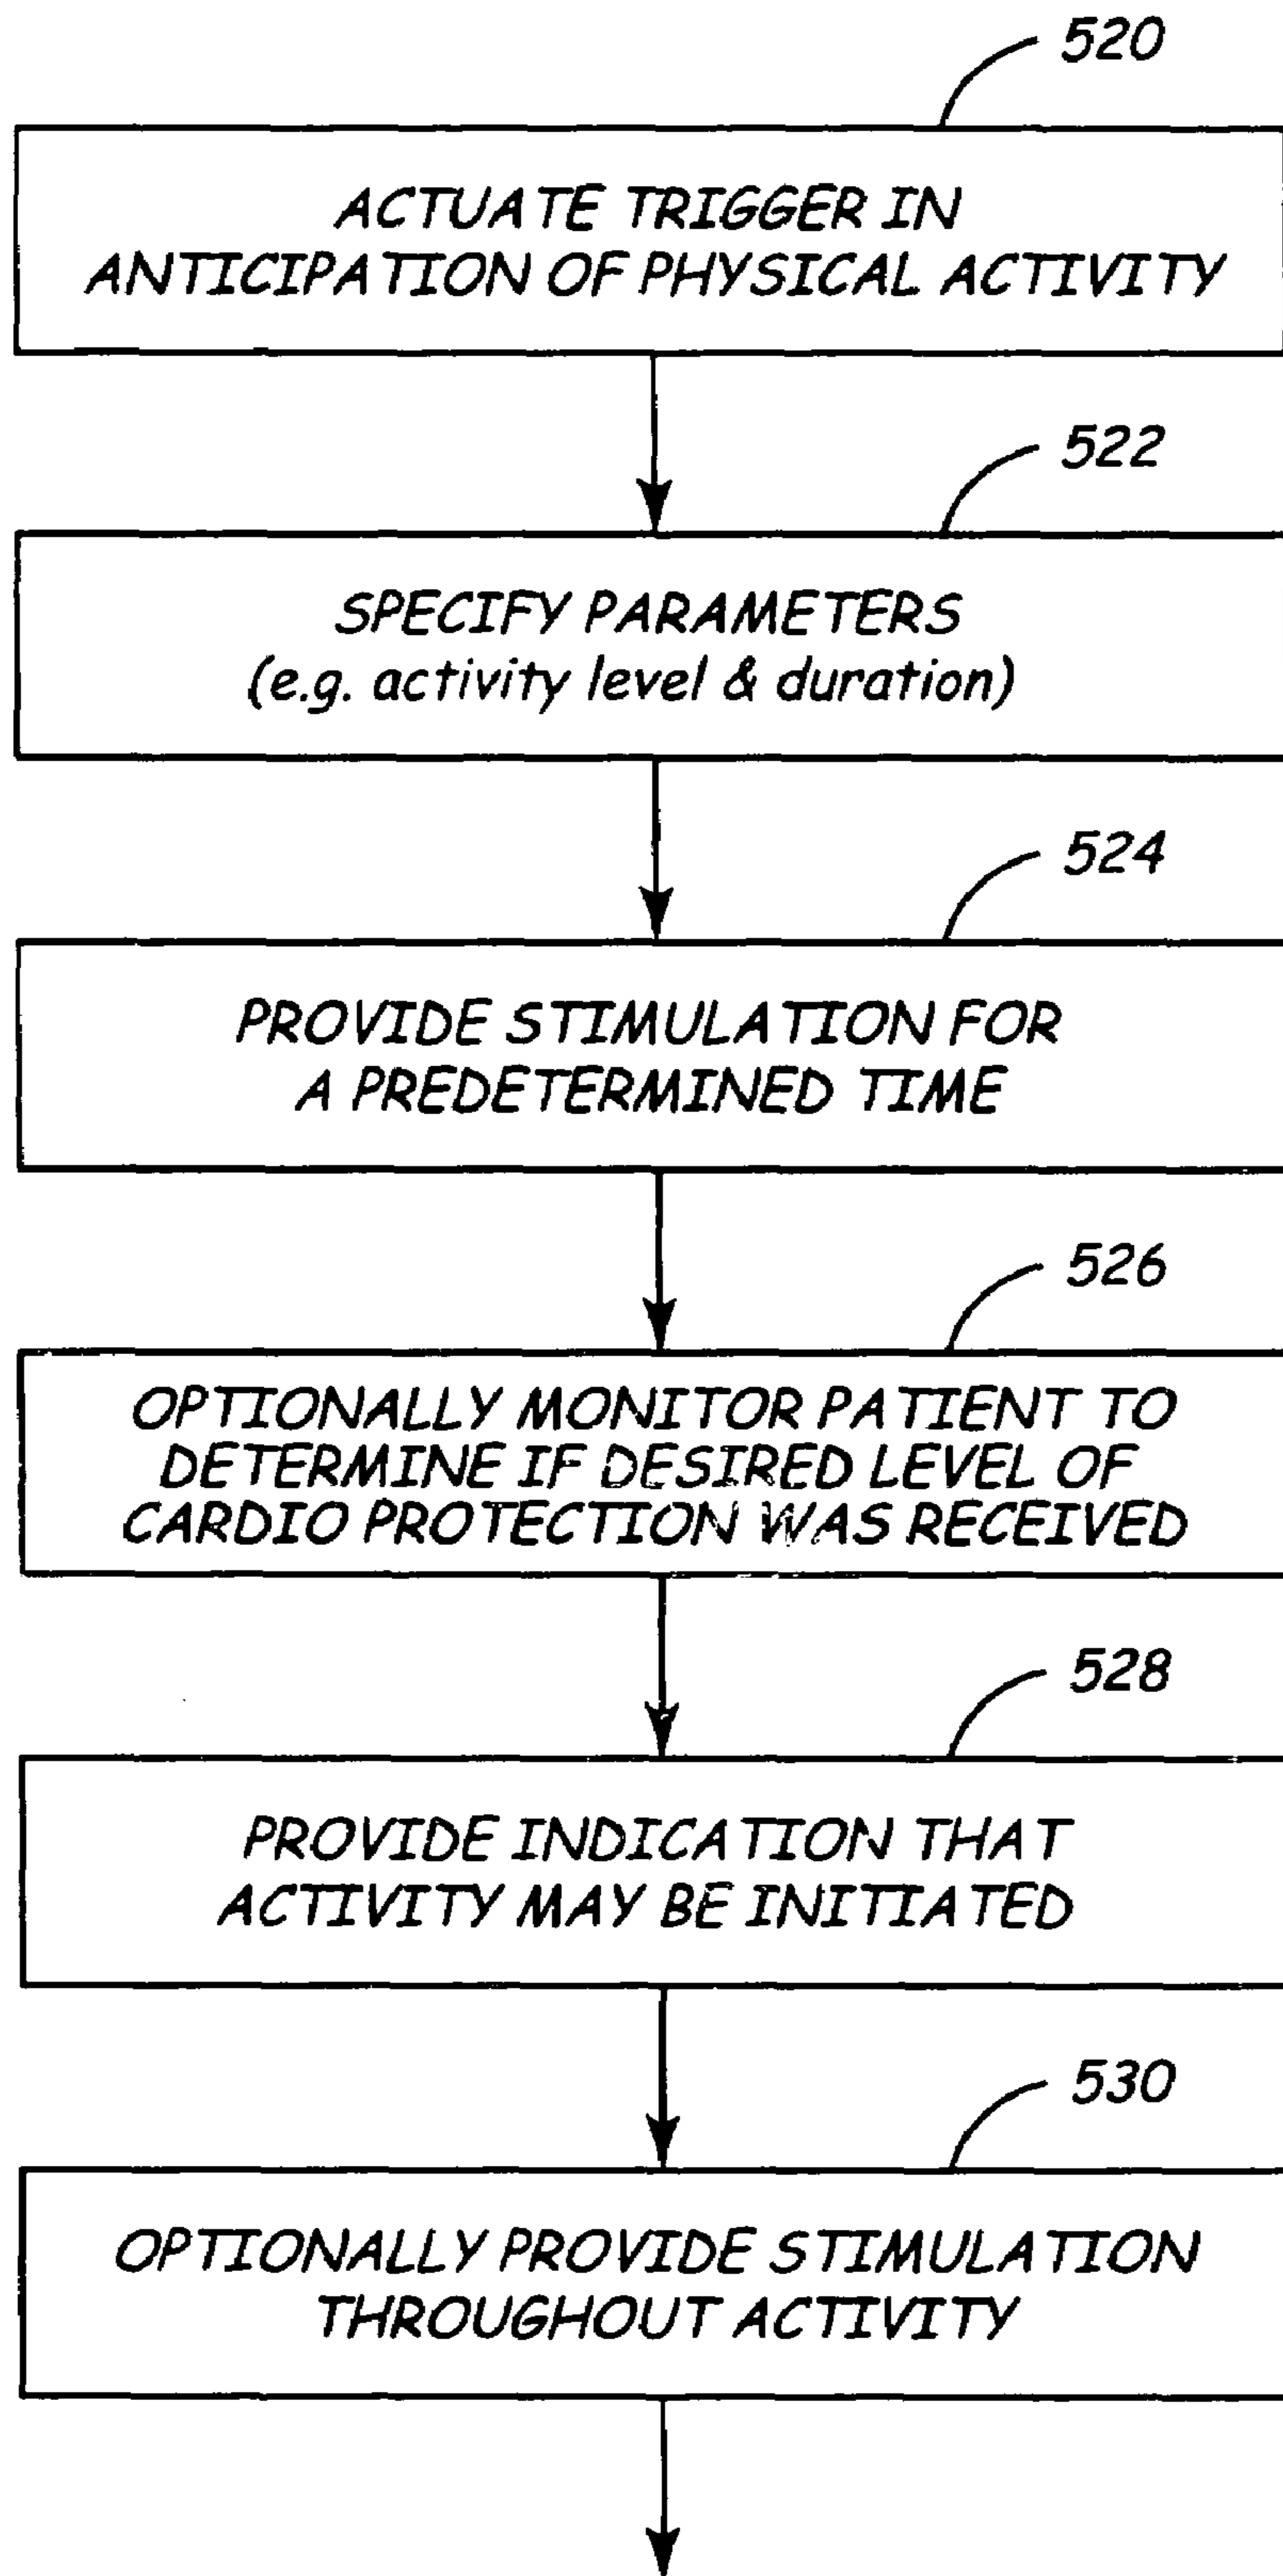 520
ACTUATE TRIGGER IN
ANTICIPATION OF PHYSICAL ACTIVITY
522
SPECIFY PARAMETERS
(e.g. activity level & duration)
524
PROVIDE STIMULATION FOR
A PREDETERMINED TIME
526
OPTIONALLY MONITOR PATIENT TO
DETERMINE IF DESIRED LEVEL OF
CARDIO PROTECTION WAS RECEIVED
528
PROVIDE INDICATION THAT
ACTIVITY MAY BE INITIATED
530
OPTIONALLY PROVIDE STIMULATION
THROUGHOUT ACTIVITY